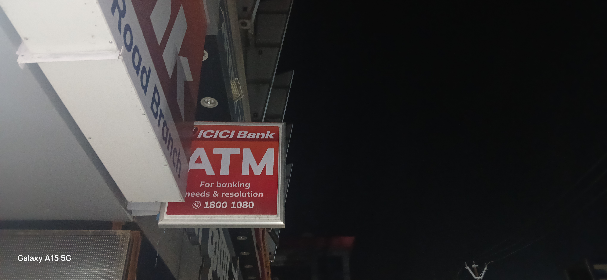 Road Branch
ICICI Bank
ATM
For banking
needs & resolution
1800 1080
Galaxy A15 5G